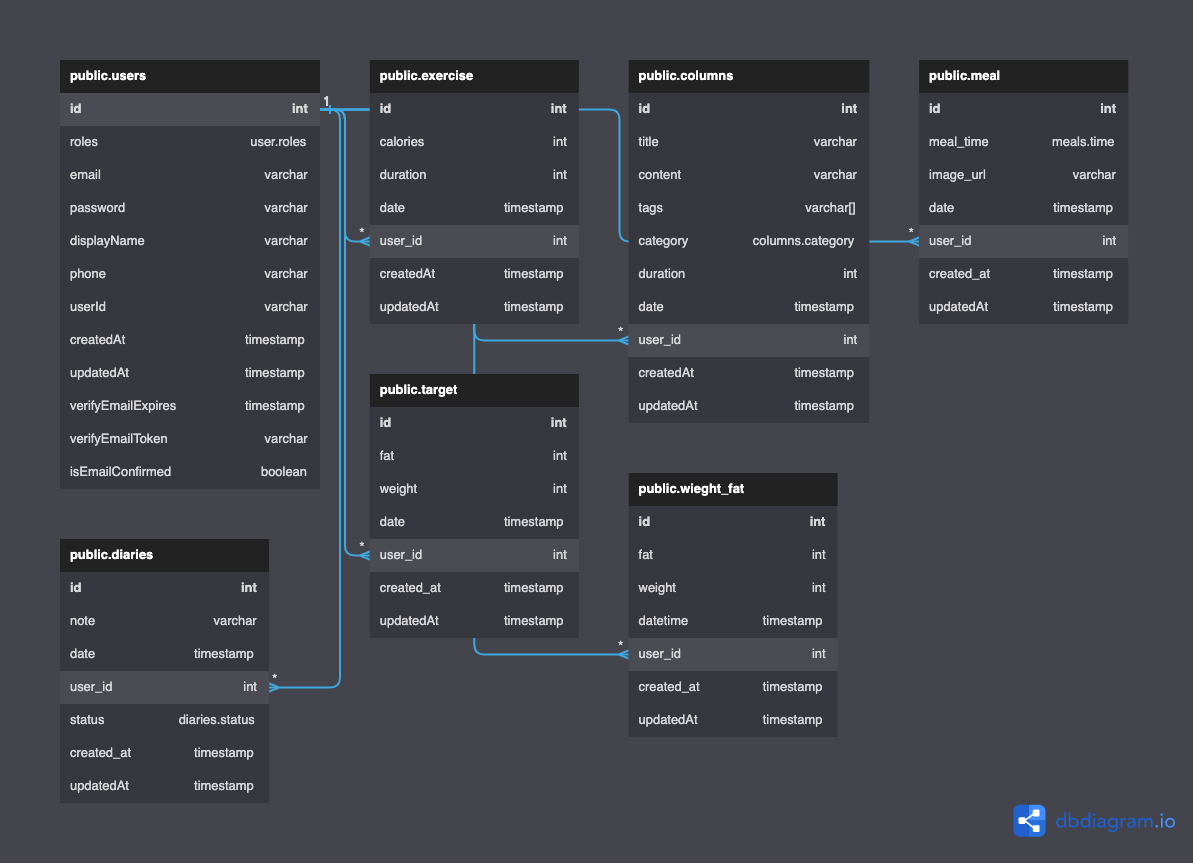 public.users
id int
roles user.roles
email varchar
password varchar
displayName varchar
phone varchar
userId varchar
createdAt timestamp
updatedAt timestamp
verifyEmailExpires timestamp
verifyEmailToken varchar
isEmailConfirmed boolean
1
public.exercise
id int
calories int
duration int
date timestamp
* user_id int
createdAt timestamp
updatedAt timestamp
public.columns
id int
title varchar
content varchar
tags varchar[]
category columns.category
duration int
date timestamp
* user_id int
createdAt timestamp
updatedAt timestamp
public.meal
id int
meal_time meals.time
image_url varchar
date timestamp
* user_id int
created_at timestamp
updatedAt timestamp
public.target
id int
fat int
weight int
date timestamp
* user_id int
created_at timestamp
updatedAt timestamp
public.wieght_fat
id int
fat int
weight int
datetime timestamp
* user_id int
created_at timestamp
updatedAt timestamp
public.diaries
id int
note varchar
date timestamp
user_id int *
status diaries.status
created_at timestamp
updatedAt timestamp
dbdiagram.io